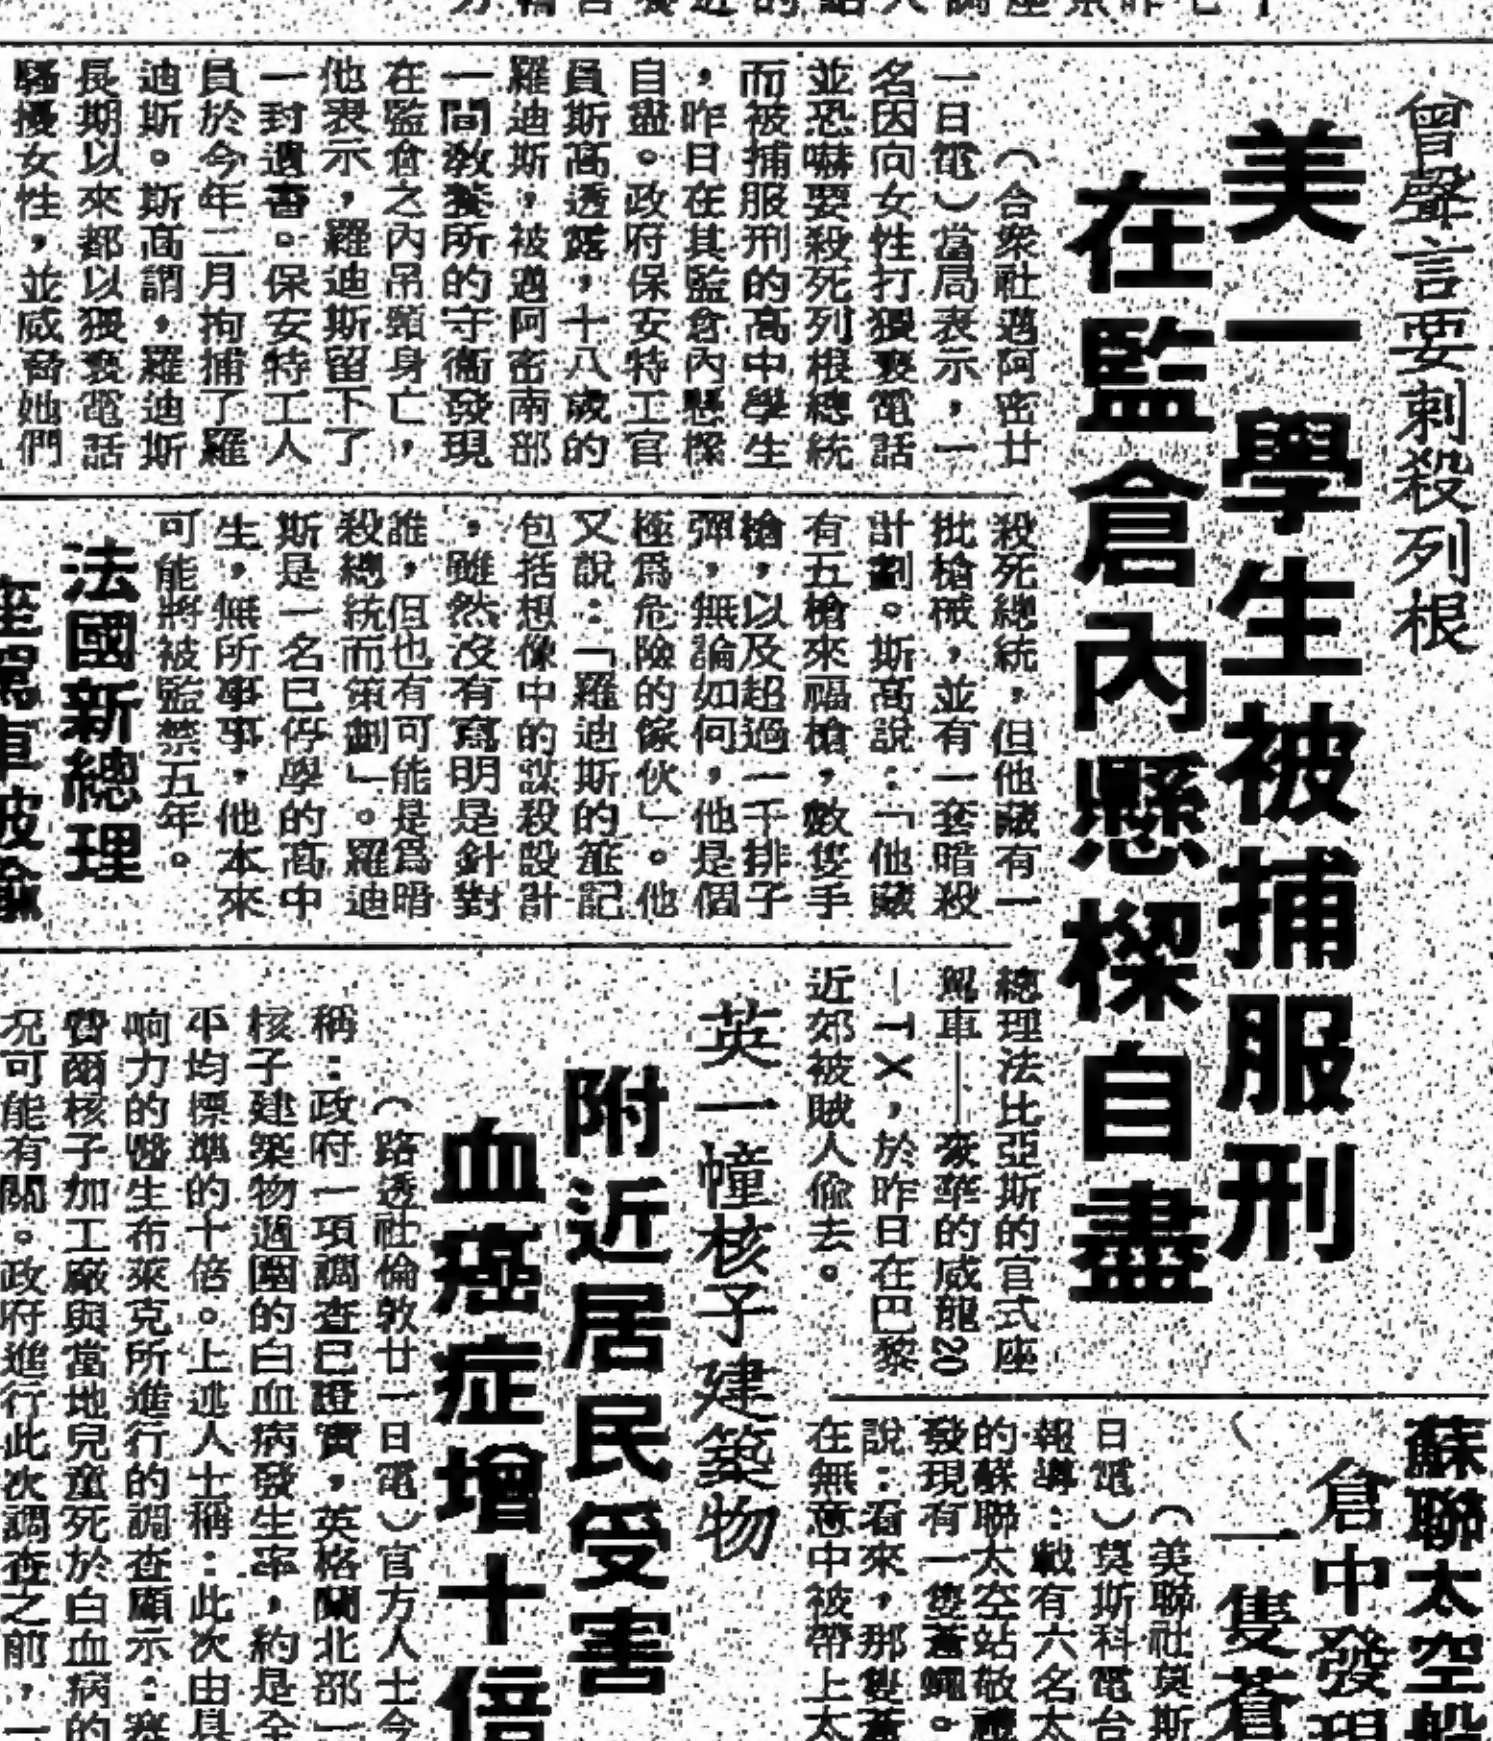 曾聲言要刺殺列根
美一學生被捕服刑
在監倉內懸樑自盡
（合衆社邁阿密廿
一日電）當局表示，一
名因向女性打猥褻電話
並恐嚇要殺死列根總統
而被捕服刑的高中學生
，昨日在其監倉內懸樑
自盡。政府保安特工官
員斯高透露，十八歲的
羅迪斯，被邁阿密南部
一間教養所的守衞發現
在監倉之內吊頸身亡，
他表示，羅迪斯留下了
一封遺書。保安特工人
員於今年二月拘捕了羅
迪斯。斯高謂，羅迪斯
長期以來都以猥褻電話
騷擾女性，並威脅她們
殺死總統，但他藏有一
批槍械，並有一套暗殺
計劃。斯高說：「他藏
有五槍來福槍，數隻手
槍，以及超過一千排子
彈，無論如何，他是個
極爲危險的傢伙」。他
又說：「羅迪斯的筆記
包括想像中的謀殺設計
，雖然沒有寫明是針對
誰，但也有可能是爲暗
殺總統而策劃」。羅迪
斯是一名已停學的高中
生，無所事事，他本來
可能將被監禁五年。
法國新總理
座駕車被偸
總理法比亞斯的官式座
駕車——豪華的威龍20
—TX，於昨日在巴黎
近郊被賊人偸去。
英一幢核子建築物
附近居民受害
血癌症增十倍
（路透社倫敦廿一日電）官方人士今
稱：政府一項調查已證實，英格蘭北部一
核子建築物週圍的白血病發生率，約是全
平均標準的十倍。上述人士稱：此次由具
响力的醫生布萊克所進行的調查顯示：塞
費爾核子加工廠與當地兒童死於白血病的
况可能有關。政府進行此次調查之前，一
蘇聯太空船
倉中發現
一隻蒼
（美聯社莫斯
日電）莫斯科電台
報導：載有六名太
的蘇聯太空站敬禮
發現有一隻蒼蠅。
說：看來，那隻蒼
在無意中被帶上太